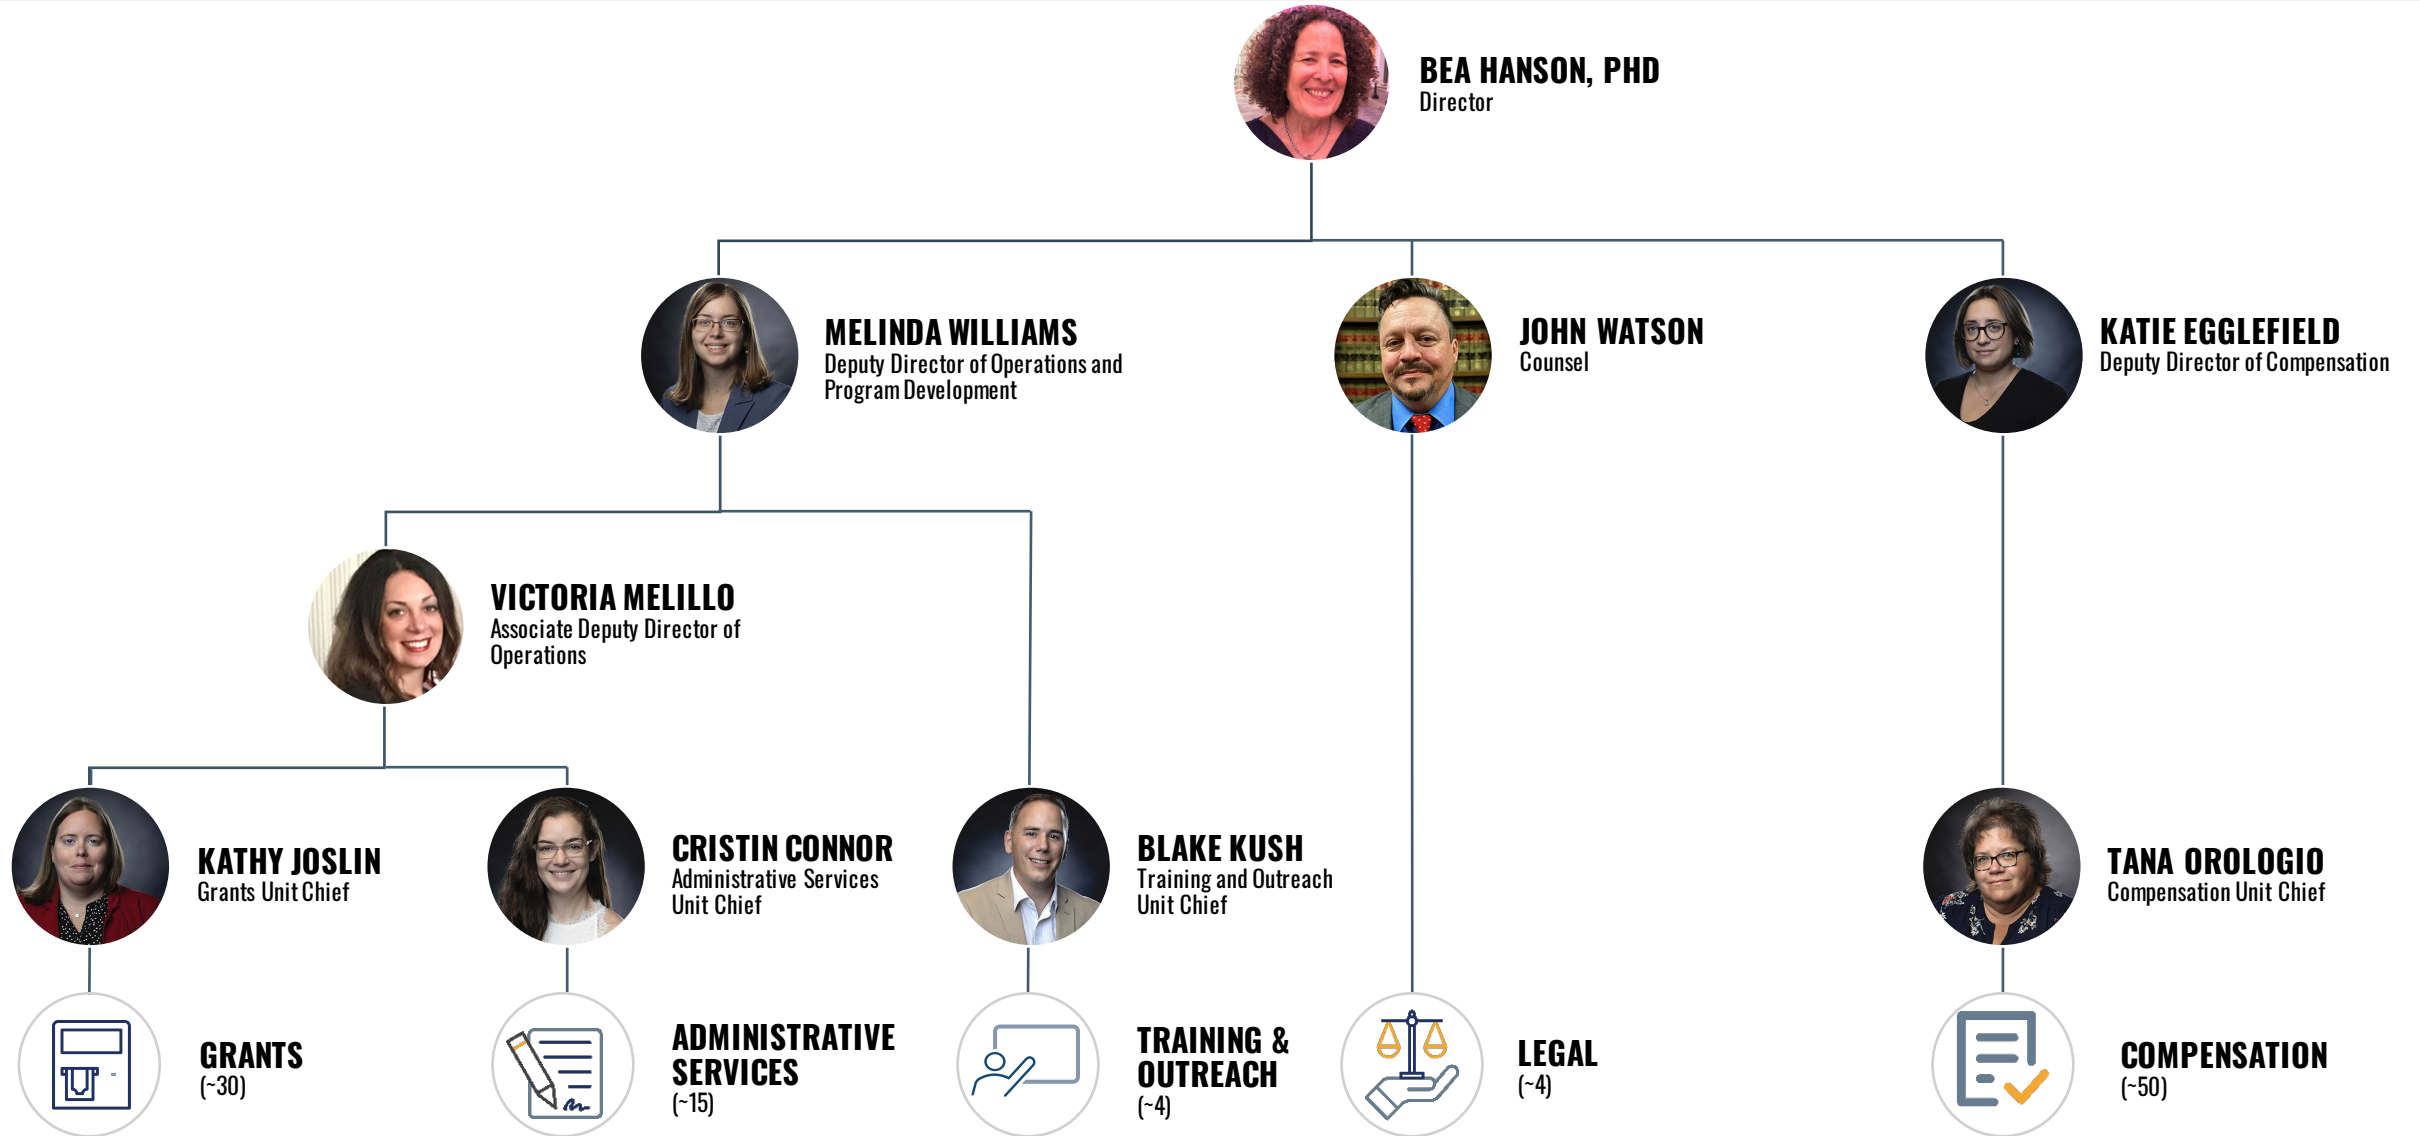 BEA HANSON, PHD
Director
MELINDA WILLIAMS
Deputy Director of Operations and
Program Development
JOHN WATSON
Counsel
KATIE EGGLEFIELD
Deputy Director of Compensation
VICTORIA MELILLO
Associate Deputy Director of
Operations
KATHY JOSLIN
Grants Unit Chief
CRISTIN CONNOR
Administrative Services
Unit Chief
BLAKE KUSH
Training and Outreach
Unit Chief
TANA OROLOGIO
Compensation Unit Chief
GRANTS
(~30)
ADMINISTRATIVE
SERVICES
(~15)
TRAINING &
OUTREACH
(~4)
LEGAL
(~4)
COMPENSATION
(~50)